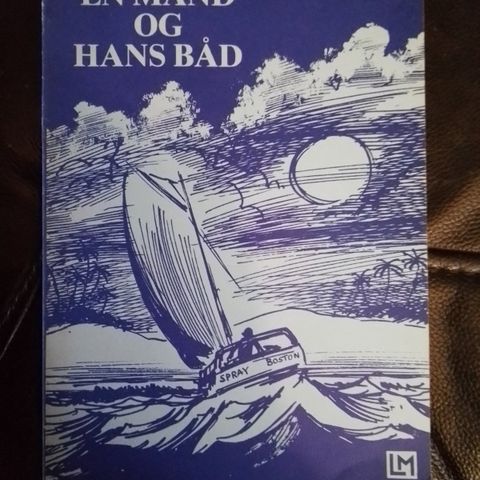 EN MAND
OG
HANS BÅD
SPRAY BOSTON
LM